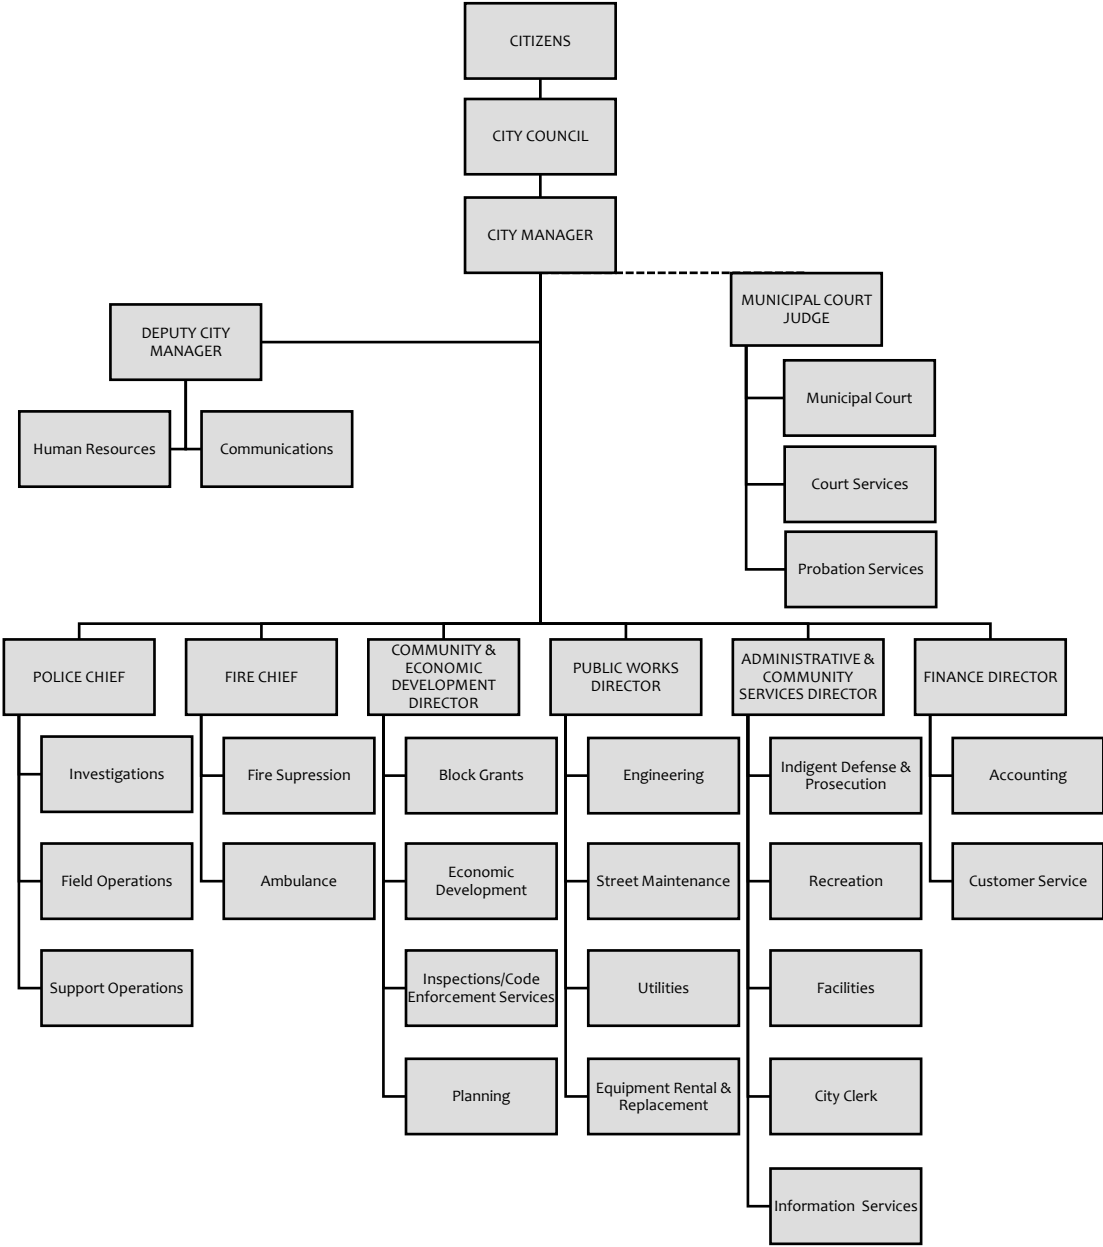 CITIZENS
CITY COUNCIL
CITY MANAGER
MUNICIPAL COURT
JUDGE
DEPUTY CITY
MANAGER
Municipal Court
Human Resources
Communications
Court Services
Probation Services
POLICE CHIEF
FIRE CHIEF
COMMUNITY &
ECONOMIC
DEVELOPMENT
DIRECTOR
PUBLIC WORKS
DIRECTOR
ADMINISTRATIVE &
COMMUNITY
SERVICES DIRECTOR
FINANCE DIRECTOR
Investigations
Fire Supression
Block Grants
Engineering
Indigent Defense &
Prosecution
Accounting
Field Operations
Ambulance
Economic
Development
Street Maintenance
Recreation
Customer Service
Support Operations
Inspections/Code
Enforcement Services
Utilities
Facilities
Planning
Equipment Rental &
Replacement
City Clerk
Information Services